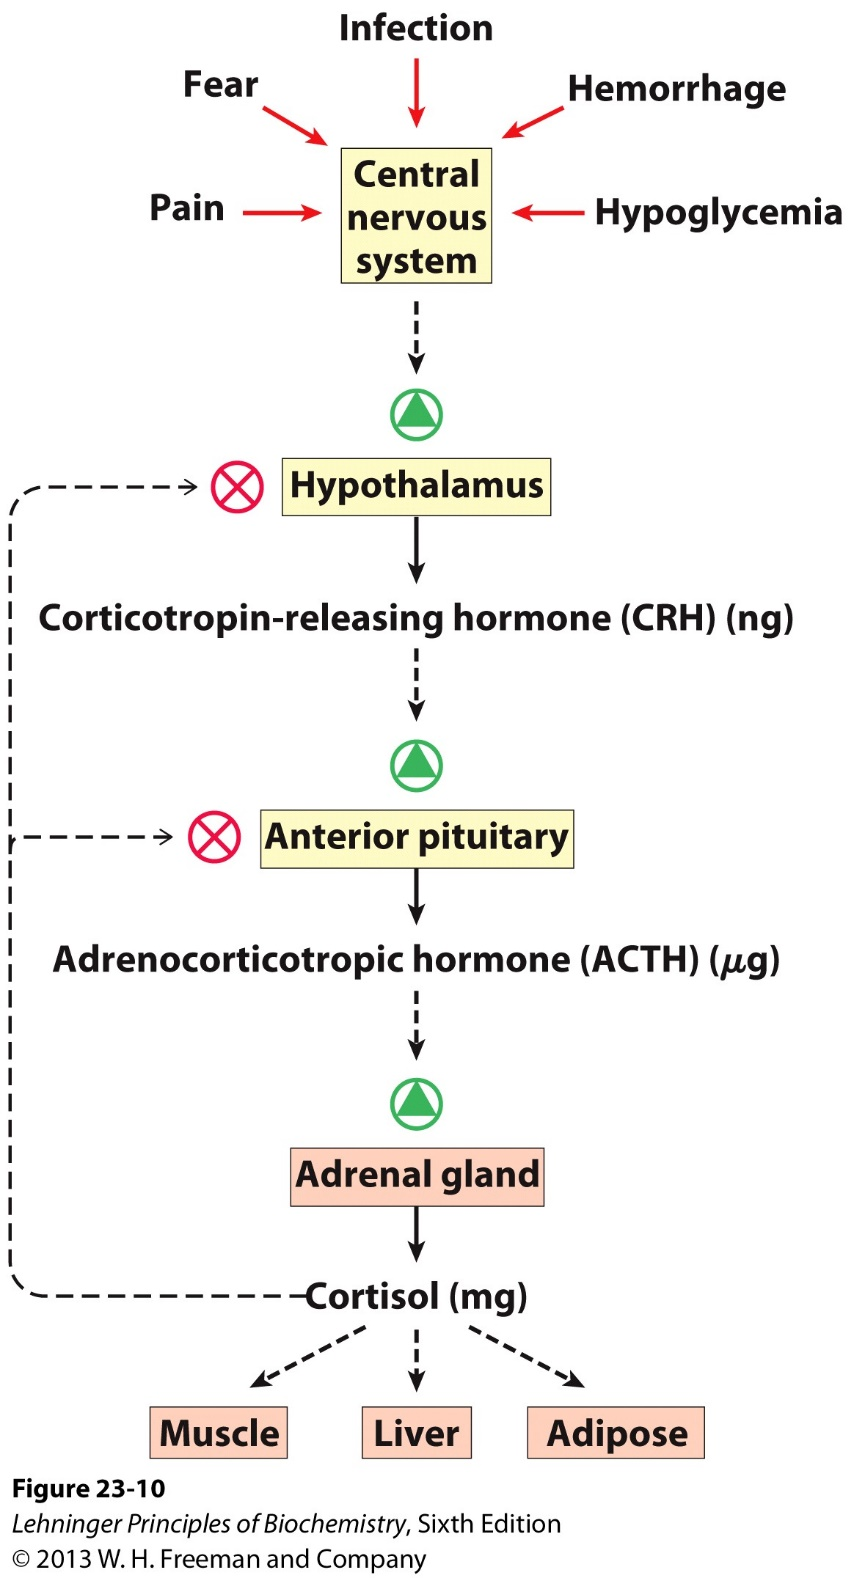 Infection
Fear
Hemorrhage
Pain
Central
nervous
system
Hypoglycemia
Hypothalamus
Corticotropin-releasing hormone (CRH) (ng)
Anterior pituitary
Adrenocorticotropic hormone (ACTH) (μg)
Adrenal gland
Cortisol (mg)
Muscle
Liver
Adipose
Figure 23-10
Lehninger Principles of Biochemistry, Sixth Edition
© 2013 W. H. Freeman and Company